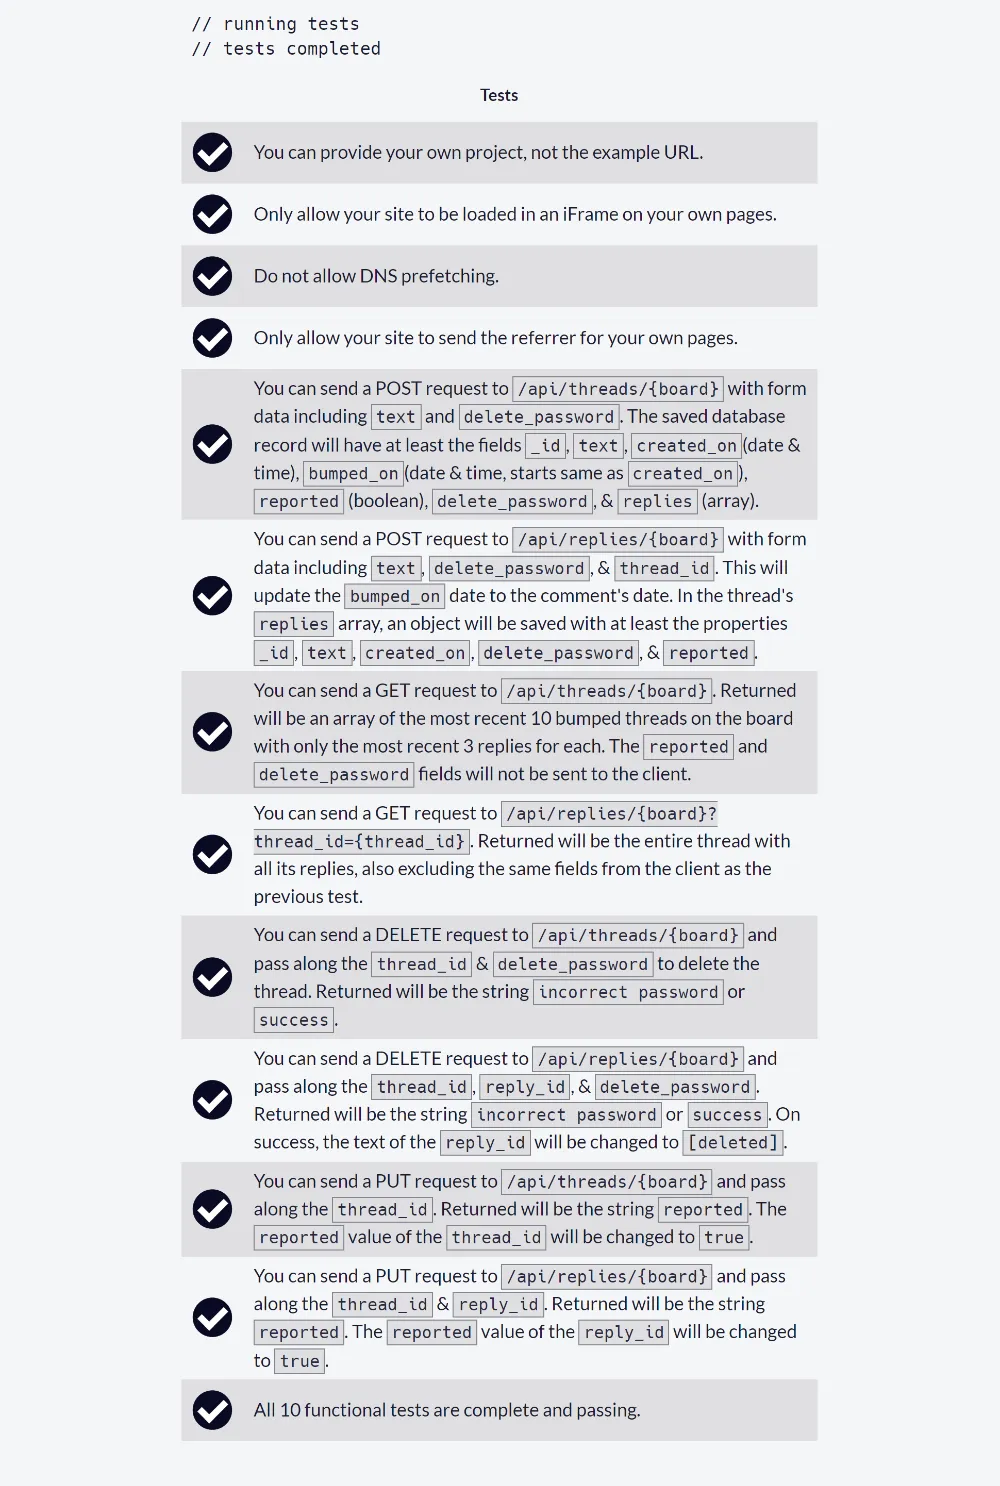 // running tests
// tests completed
Tests
You can provide your own project, not the example URL.
Only allow your site to be loaded in an iFrame on your own pages.
Do not allow DNS prefetching.
Only allow your site to send the referrer for your own pages.
You can send a POST request to /api/threads/{board} with form
data including text and delete_password. The saved database
record will have at least the fields _id, text, created_on(date &
time), bumped_on(date & time, starts same as created_on),
reported (boolean), delete_password, & replies (array).
You can send a POST request to /api/replies/{board} with form
data including text, delete_password, & thread_id. This will
update the bumped_on date to the comment's date. In the thread's
replies array, an object will be saved with at least the properties
_id, text, created_on, delete_password, & reported.
You can send a GET request to /api/threads/{board}. Returned
will be an array of the most recent 10 bumped threads on the board
with only the most recent 3 replies for each. The reported and
delete_password fields will not be sent to the client.
You can send a GET request to /api/replies/{board}?
thread_id={thread_id}. Returned will be the entire thread with
all its replies, also excluding the same fields from the client as the
previous test.
You can send a DELETE request to /api/threads/{board} and
pass along the thread_id & delete_password to delete the
thread. Returned will be the string incorrect password or
success.
You can send a DELETE request to /api/replies/{board} and
pass along the thread_id, reply_id, & delete_password.
Returned will be the string incorrect password or success. On
success, the text of the reply_id will be changed to [deleted].
You can send a PUT request to /api/threads/{board} and pass
along the thread_id. Returned will be the string reported. The
reported value of the thread_id will be changed to true.
You can send a PUT request to /api/replies/{board} and pass
along the thread_id & reply_id. Returned will be the string
reported. The reported value of the reply_id will be changed
to true.
All 10 functional tests are complete and passing.